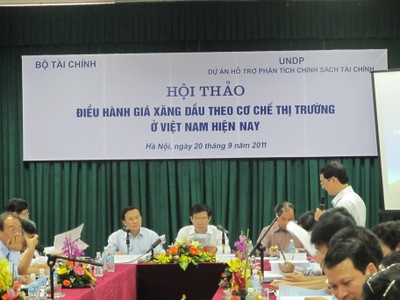 BỘ TÀI CHÍNH
UNDP
DỰ ÁN HỖ TRỢ PHÂN TÍCH CHÍNH SÁCH TÀI CHÍNH
HỘI THẢO
ĐIỀU HÀNH GIÁ XĂNG DẦU THEO CƠ CHẾ THỊ TRƯỜNG
Ở VIỆT NAM HIỆN NAY
Hà Nội, ngày 20 tháng 9 năm 2011